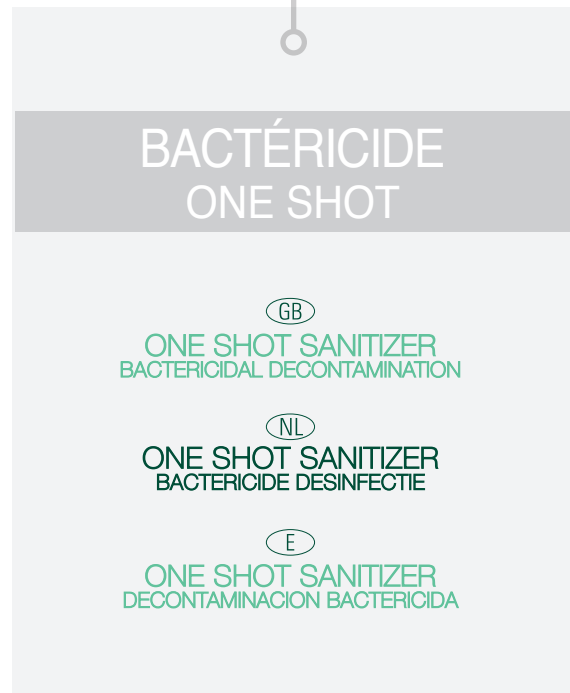 BACTÉRICIDE
ONE SHOT
GB
ONE SHOT SANITIZER
BACTERICIDAL DECONTAMINATION
NL
ONE SHOT SANITIZER
BACTERICIDE DESINFECTIE
E
ONE SHOT SANITIZER
DECONTAMINACION BACTERICIDA